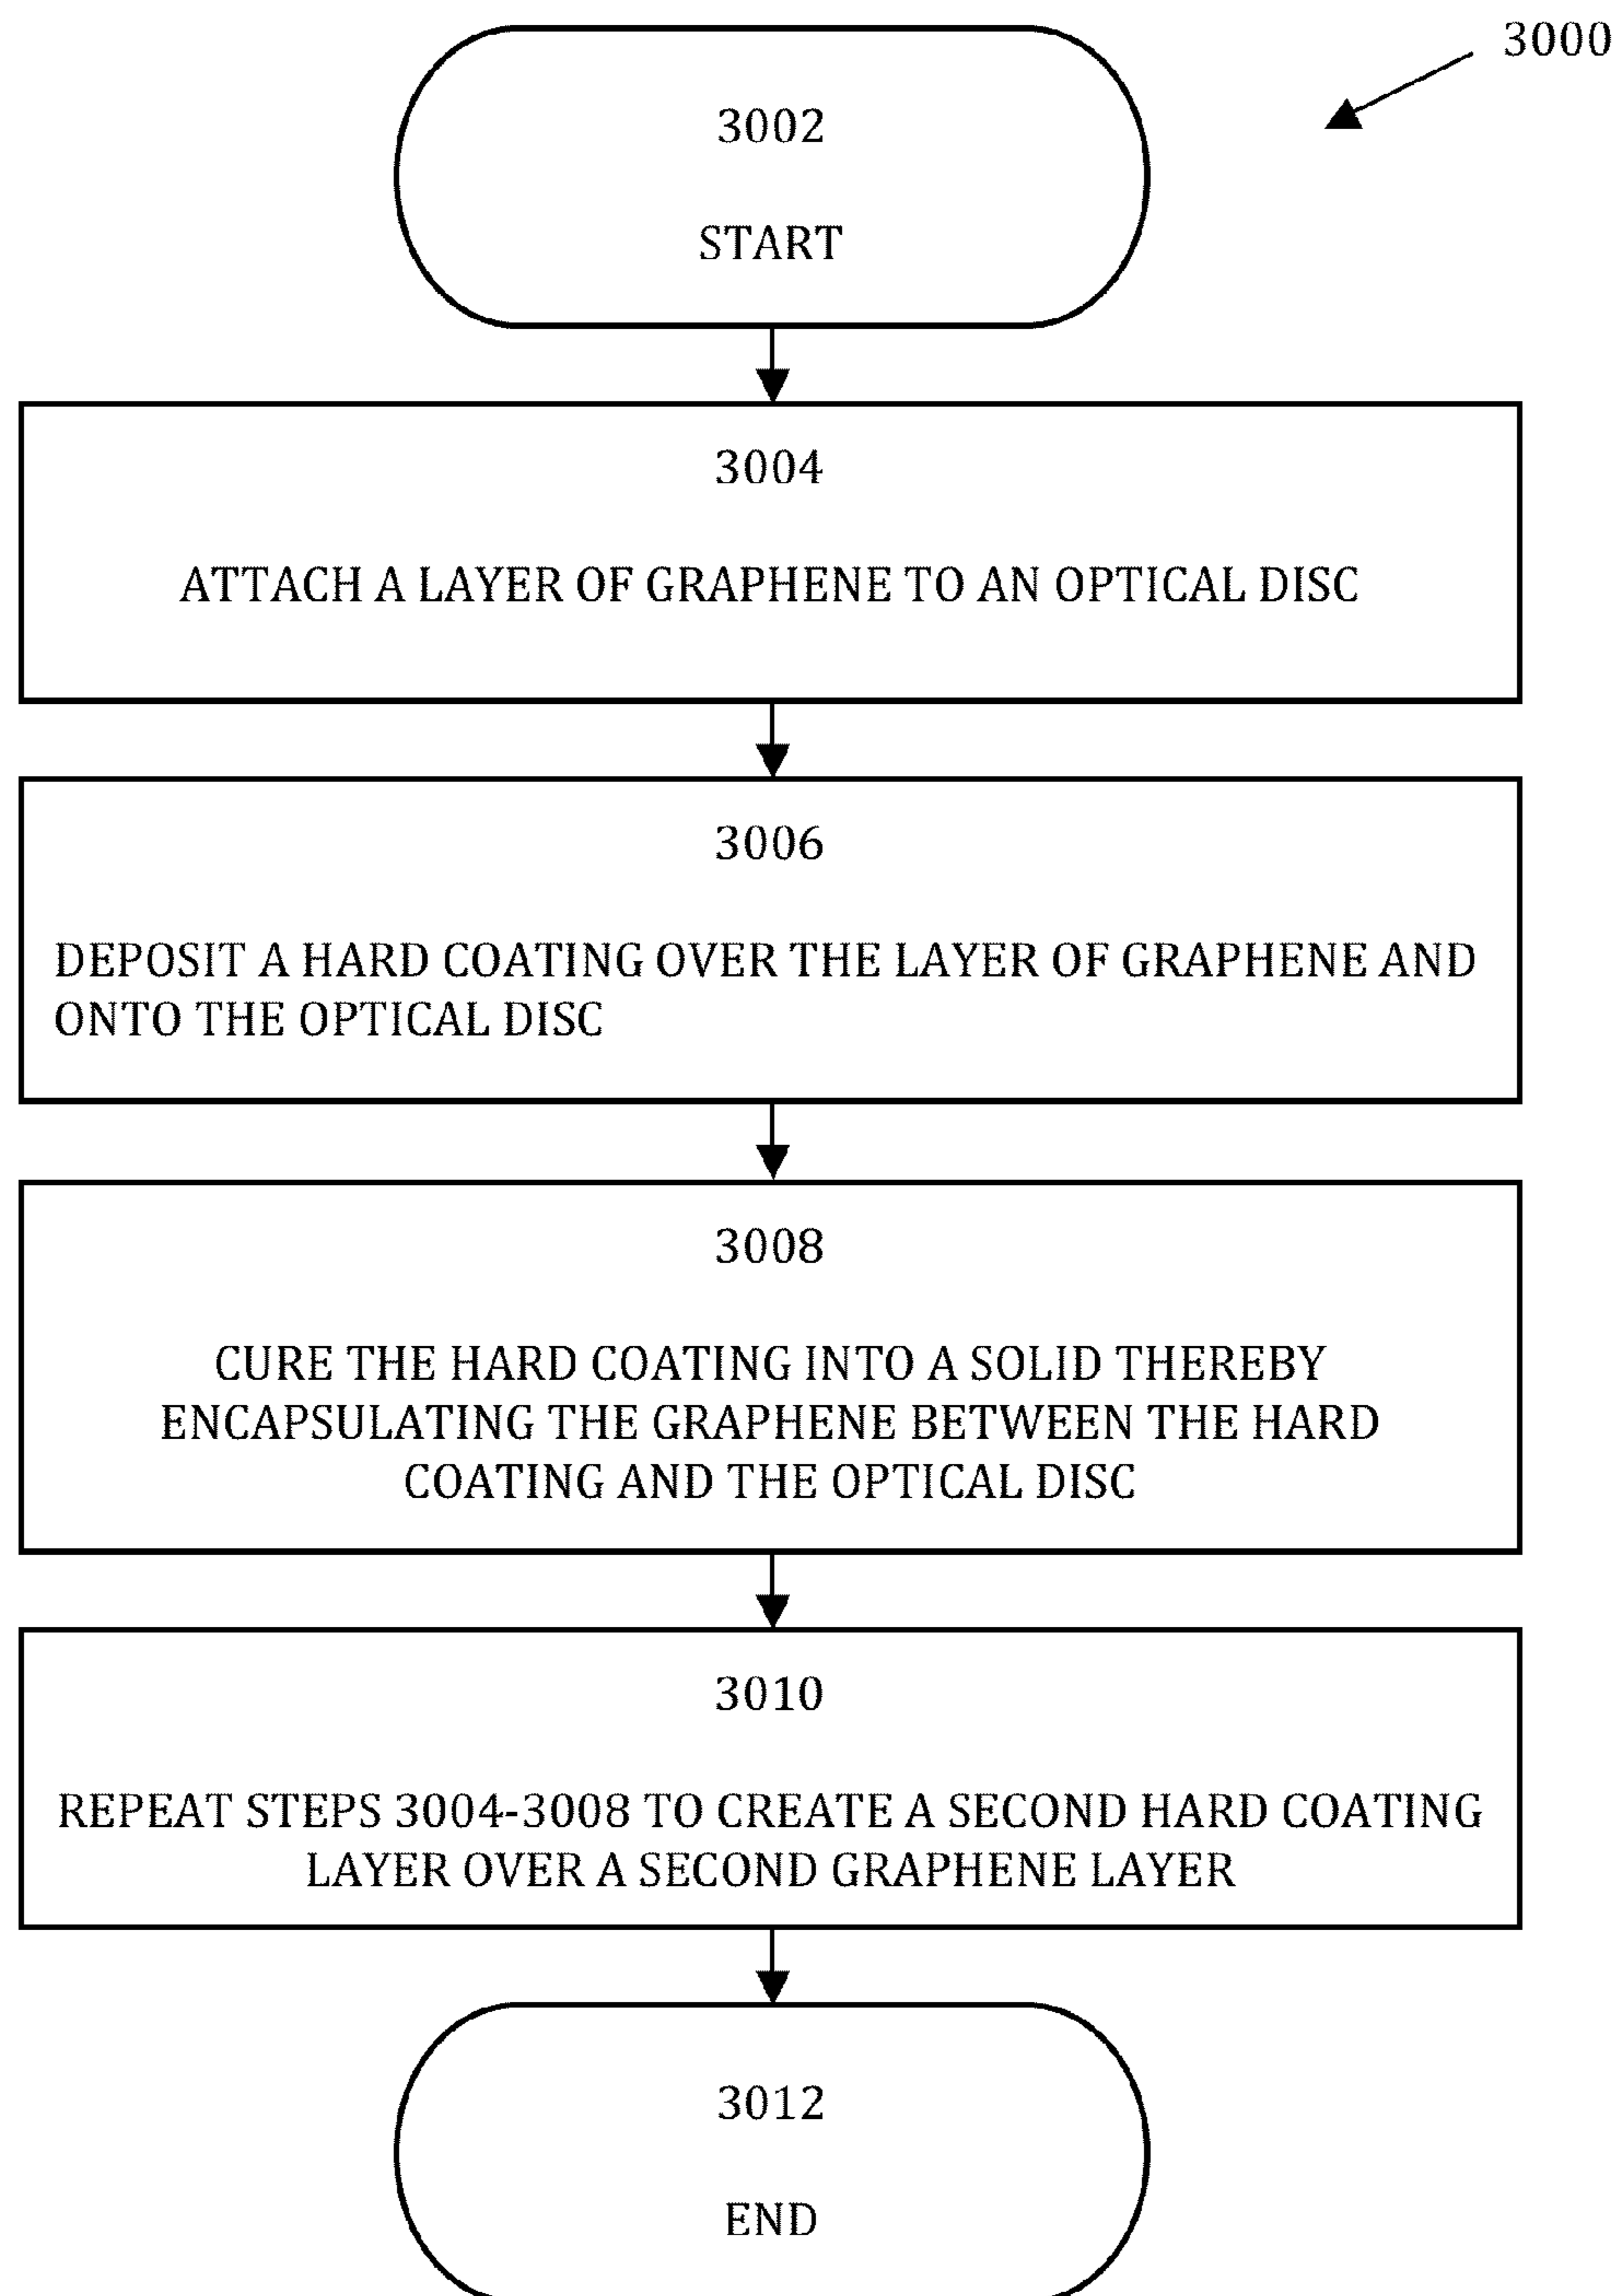 3000
3002
START
3004
ATTACH A LAYER OF GRAPHENE TO AN OPTICAL DISC
3006
DEPOSIT A HARD COATING OVER THE LAYER OF GRAPHENE AND
ONTO THE OPTICAL DISC
3008
CURE THE HARD COATING INTO A SOLID THEREBY
ENCAPSULATING THE GRAPHENE BETWEEN THE HARD
COATING AND THE OPTICAL DISC
3010
REPEAT STEPS 3004-3008 TO CREATE A SECOND HARD COATING
LAYER OVER A SECOND GRAPHENE LAYER
3012
END